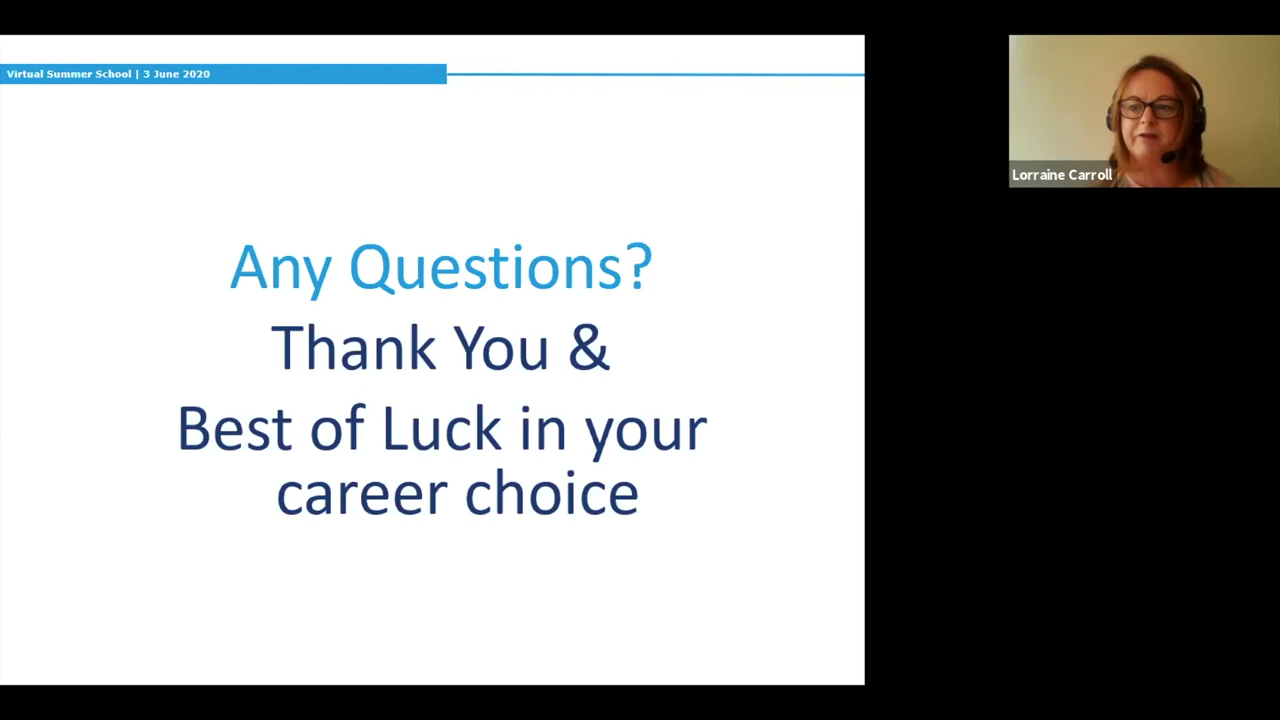 Virtual Summer School | 3 June 2020
Lorraine Carroll
Any Questions?
Thank You &
Best of Luck in your
career choice